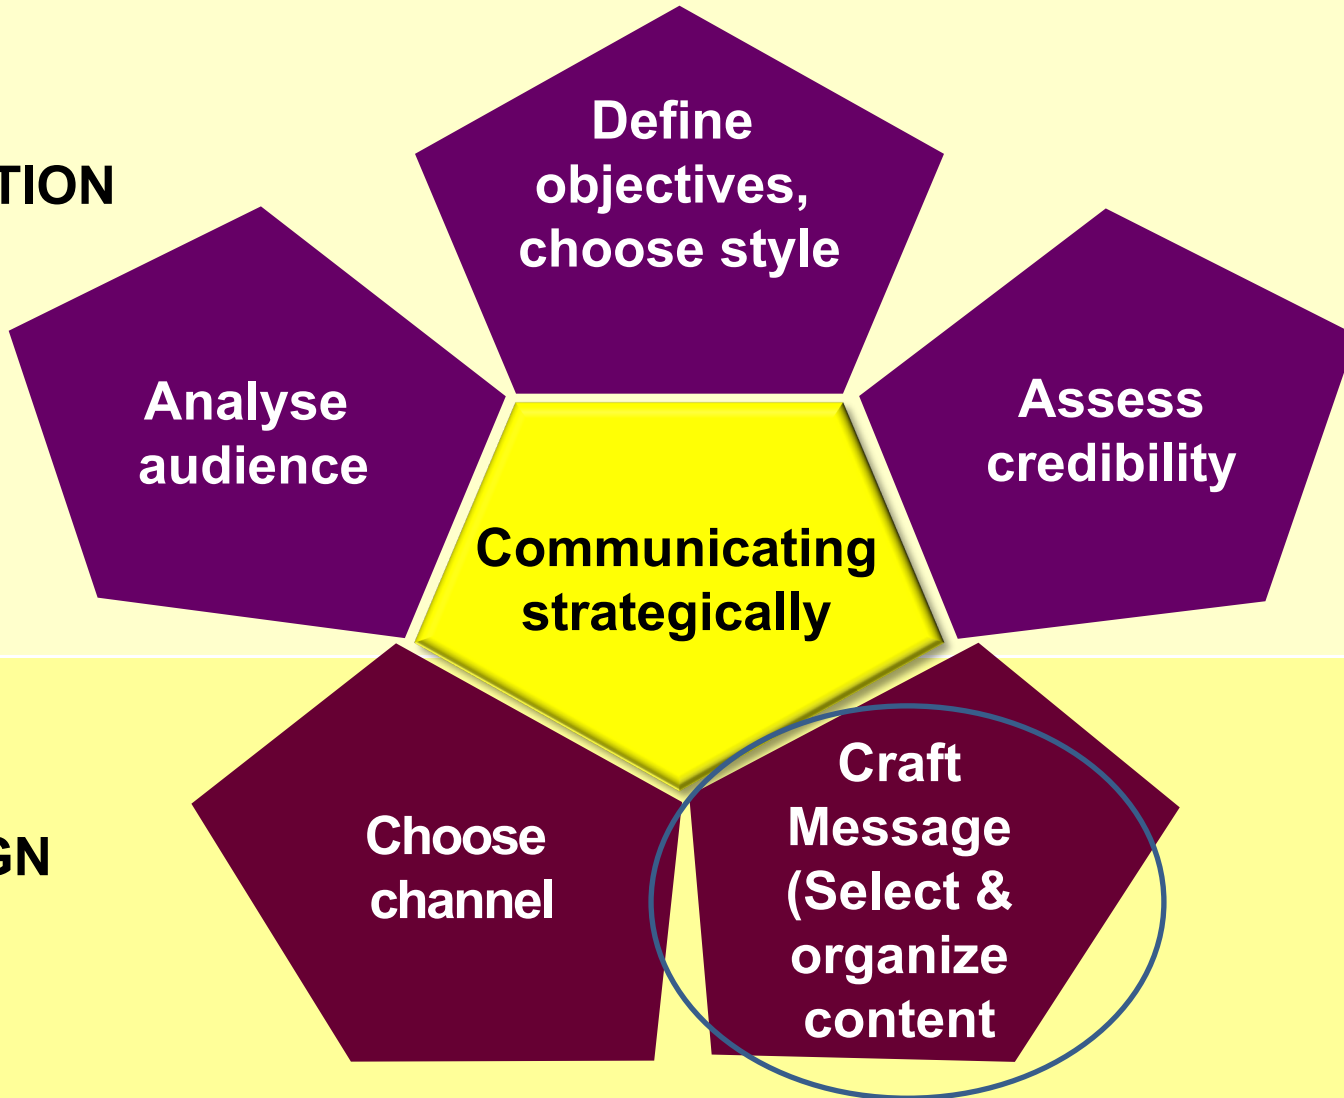 Define
objectives,
choose style
TION
Analyse
audience
Assess
credibility
Communicating
strategically
Choose
channel
GN
Craft
Message
(Select &
organize
content